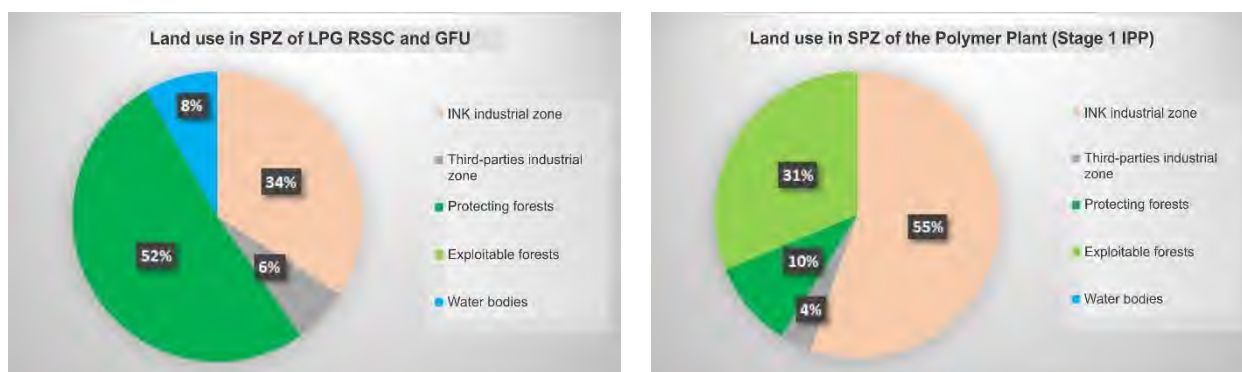 Land use in SPZ of LPG RSSC and GFU
8%
34%
52%
6%
INK industrial zone
Third-parties industrial
zone
Protecting forests
Exploitable forests
Water bodies
Land use in SPZ of the Polymer Plant (Stage 1 IPP)
31%
55%
10%
4%
INK industrial zone
Third-parties industrial
zone
Protecting forests
Exploitable forests
Water bodies